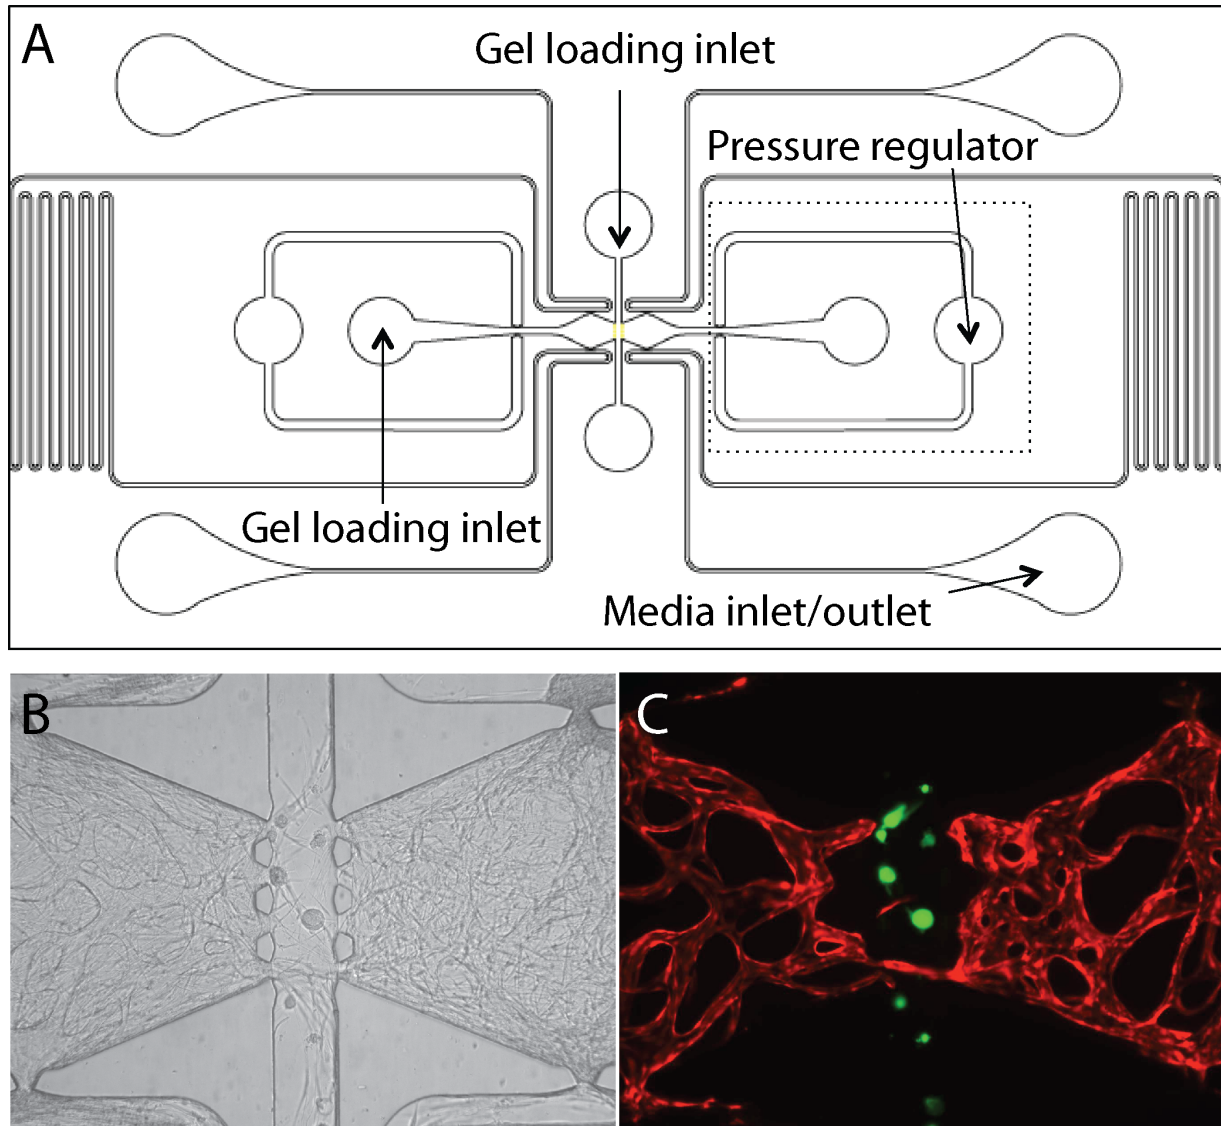 A
Gel loading inlet
Pressure regulator
Gel loading inlet
Media inlet/outlet
B
C